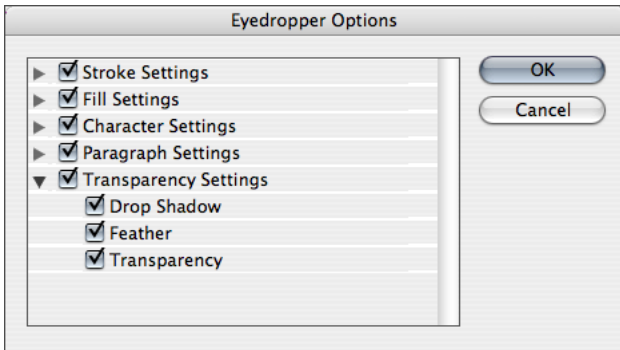 Eyedropper Options
Stroke Settings
Fill Settings
Character Settings
Paragraph Settings
Transparency Settings
Drop Shadow
Feather
Transparency
OK
Cancel